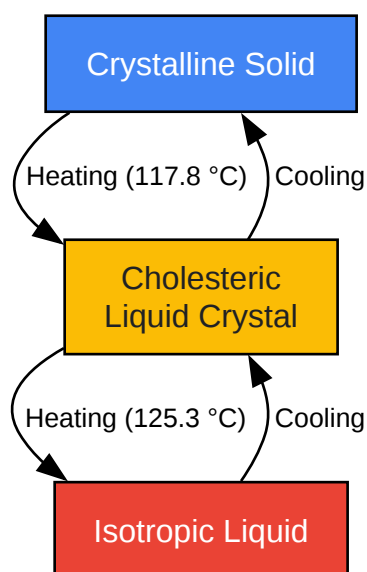 Crystalline Solid
Heating (117.8 °C) Cooling
Cholesteric
Liquid Crystal
Heating (125.3 °C) Cooling
Isotropic Liquid